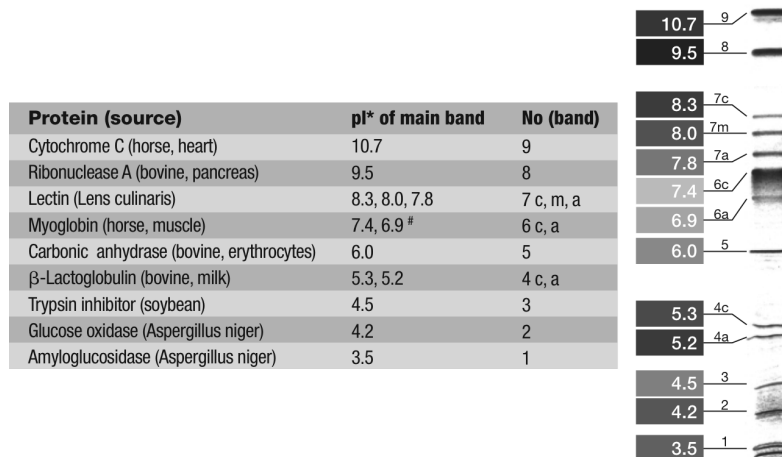 Protein (source) pI* of main band No (band)
Cytochrome C (horse, heart) 10.7 9
Ribonuclease A (bovine, pancreas) 9.5 8
Lectin (Lens culinaris) 8.3, 8.0, 7.8 7 c, m, a
Myoglobin (horse, muscle) 7.4, 6.9 # 6 c, a
Carbonic anhydrase (bovine, erythrocytes) 6.0 5
β-Lactoglobulin (bovine, milk) 5.3, 5.2 4 c, a
Trypsin inhibitor (soybean) 4.5 3
Glucose oxidase (Aspergillus niger) 4.2 2
Amyloglucosidase (Aspergillus niger) 3.5 1
10.7 9
9.5 8
8.3 7c
8.0 7m
7.8 7a
7.4 6c
6.9 6a
6.0 5
5.3 4c
5.2 4a
4.5 3
4.2 2
3.5 1